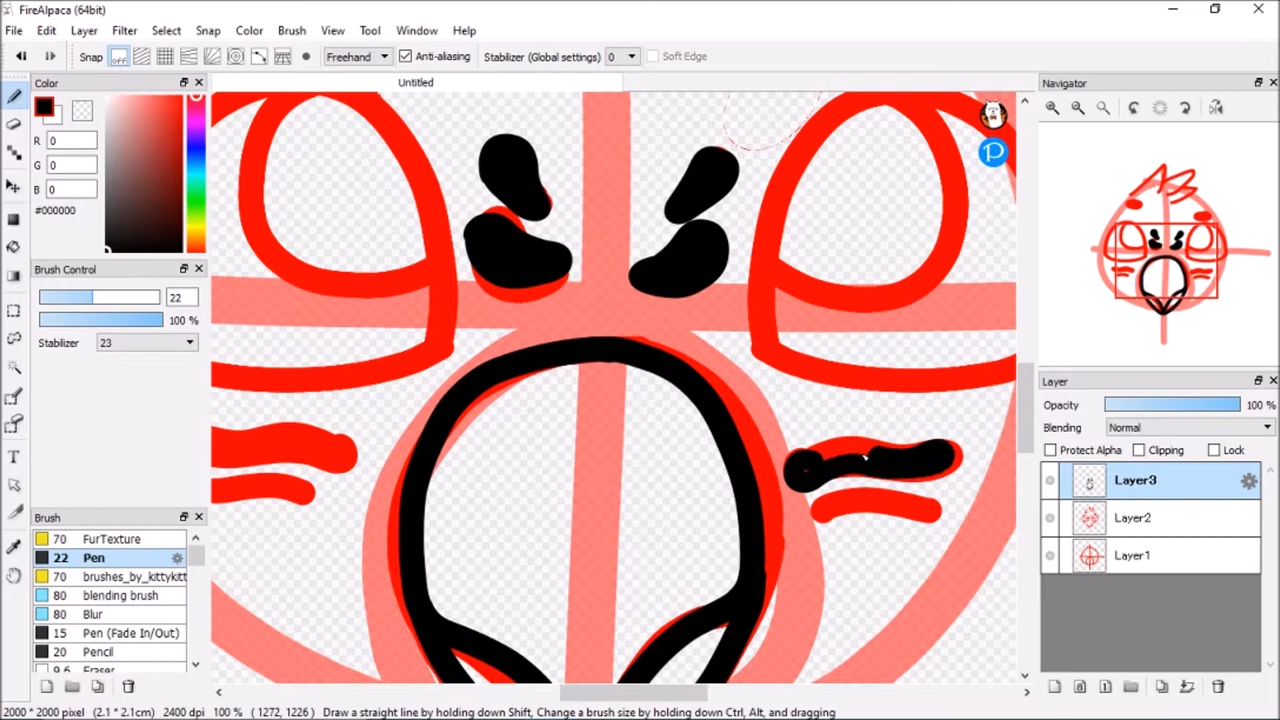 FireAlpaca (64bit)
File Edit Layer Filter Select Snap Color Brush View Tool Window Help
Snap OFF Freehand Anti-aliasing Stabilizer (Global settings) 0 Soft Edge
Color
R 0
G 0
B 0
#000000
Brush Control
22
100 %
Stabilizer 23
Brush
70 FurTexture
22 Pen
70 brushes_by_kittykitt
80 blending brush
80 Blur
15 Pen (Fade In/Out)
20 Pencil
9.6 Eraser
Untitled
P
Navigator
Layer
Opacity 100 %
Blending Normal
Protect Alpha Clipping Lock
Layer3
Layer2
Layer1
2000 * 2000 pixel (2.1 * 2.1cm) 2400 dpi 100 % ( 1272, 1226 ) Draw a straight line by holding down Shift, Change a brush size by holding down Ctrl, Alt, and dragging